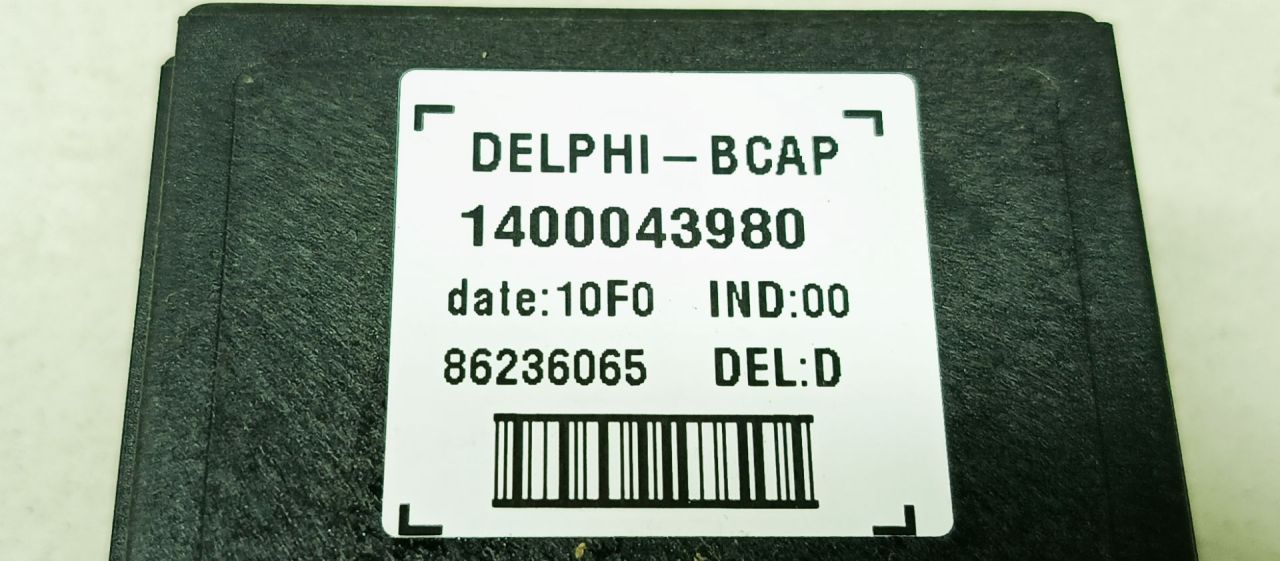 DELPHI – BCAP
1400043980
date:10F0 IND:00
86236065 DEL:D